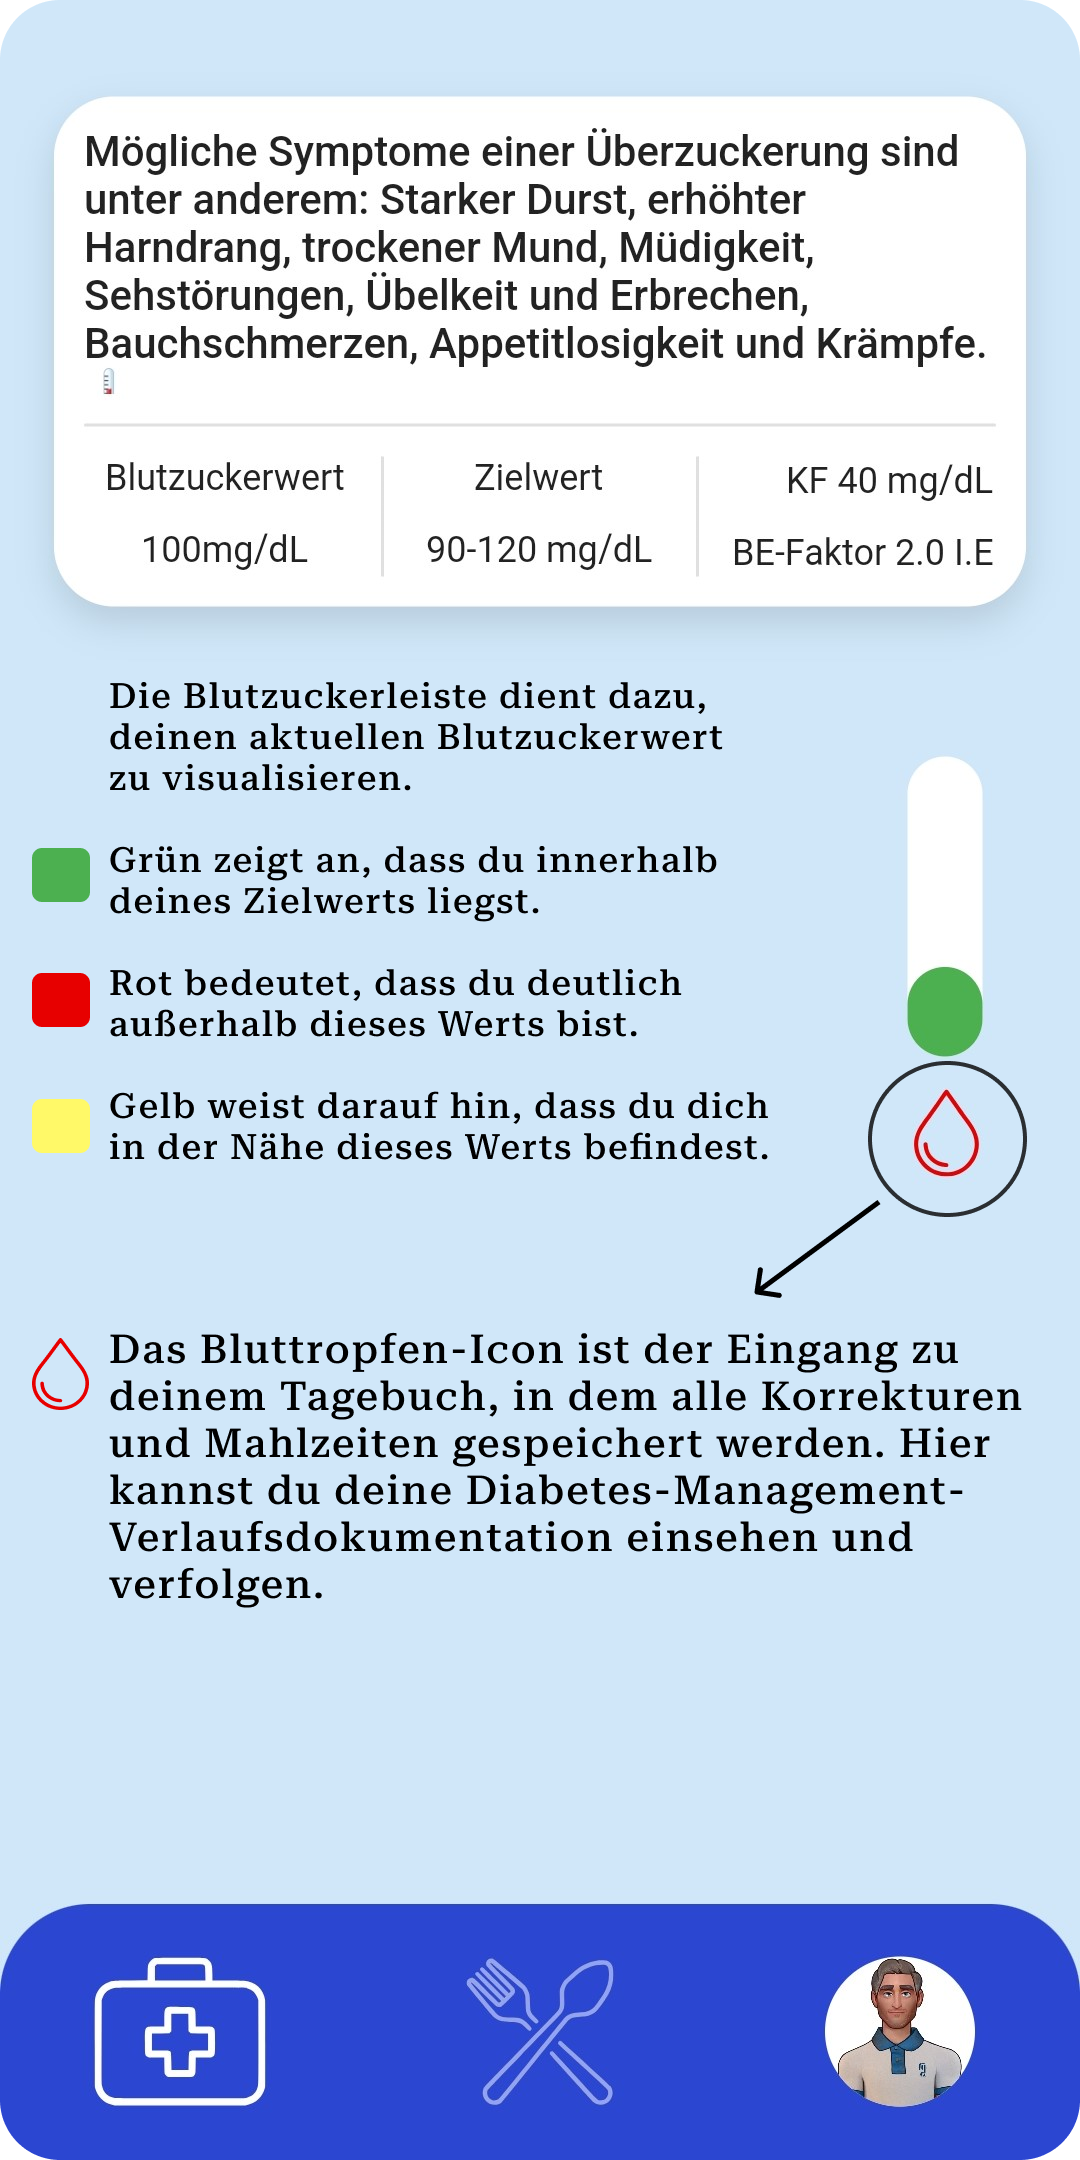 Mögliche Symptome einer Überzuckerung sind
unter anderem: Starker Durst, erhöhter
Harndrang, trockener Mund, Müdigkeit,
Sehstörungen, Übelkeit und Erbrechen,
Bauchschmerzen, Appetitlosigkeit und Krämpfe.
Blutzuckerwert
100mg/dL
Zielwert
90-120 mg/dL
KF 40 mg/dL
BE-Faktor 2.0 I.E
Die Blutzuckerleiste dient dazu,
deinen aktuellen Blutzuckerwert
zu visualisieren.
Grün zeigt an, dass du innerhalb
deines Zielwerts liegst.
Rot bedeutet, dass du deutlich
außerhalb dieses Werts bist.
Gelb weist darauf hin, dass du dich
in der Nähe dieses Werts befindest.
Das Bluttropfen-Icon ist der Eingang zu
deinem Tagebuch, in dem alle Korrekturen
und Mahlzeiten gespeichert werden. Hier
kannst du deine Diabetes-Management-
Verlaufsdokumentation einsehen und
verfolgen.